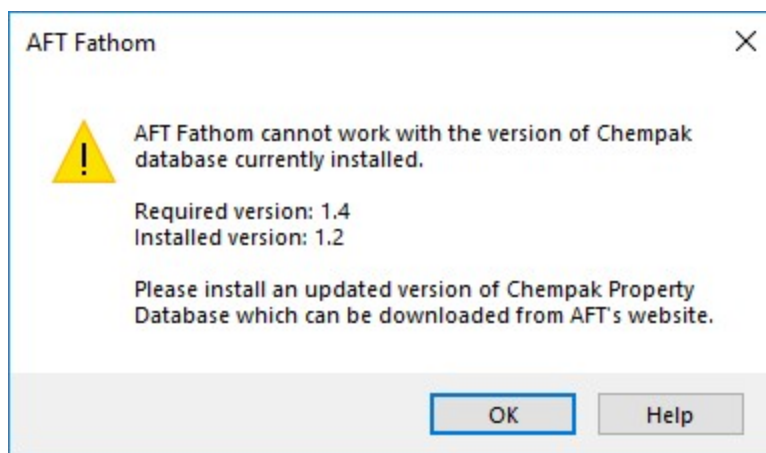 AFT Fathom
AFT Fathom cannot work with the version of Chempak
database currently installed.
Required version: 1.4
Installed version: 1.2
Please install an updated version of Chempak Property
Database which can be downloaded from AFT's website.
OK
Help